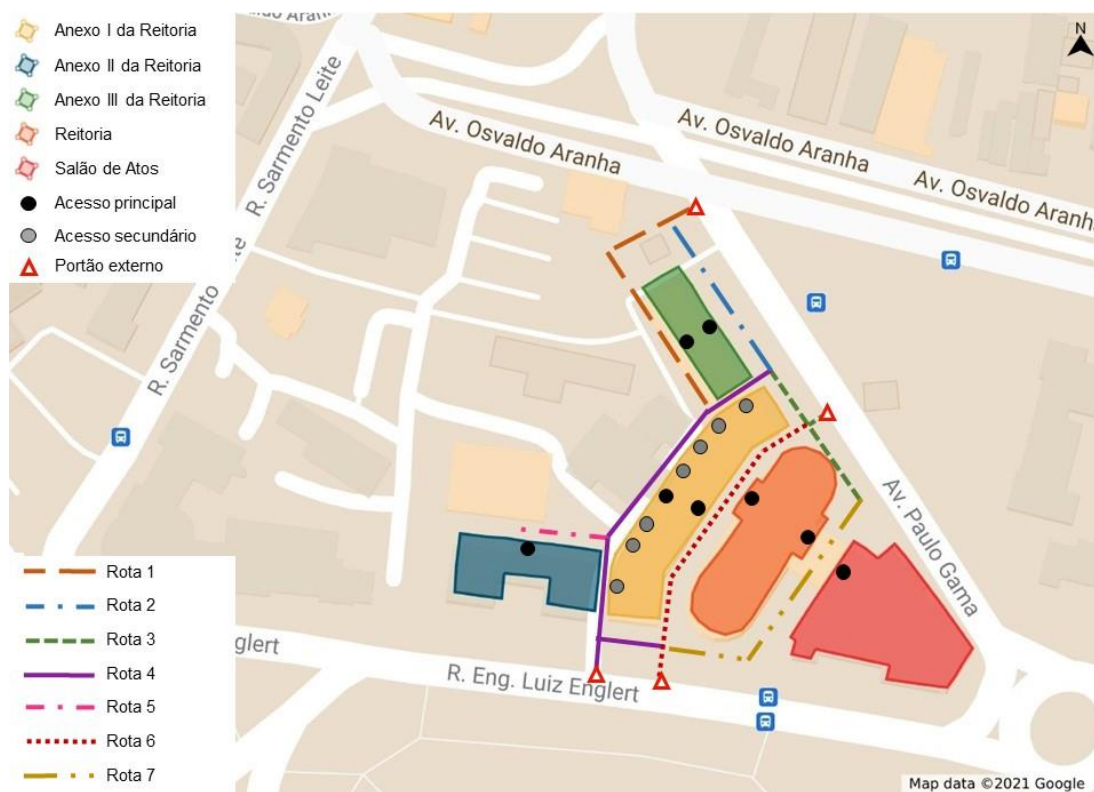 Osvaldo Aran
Anexo I da Reitoria
Anexo II da Reitoria
Anexo III da Reitoria
Reitoria
Salão de Atos
Acesso principal
Acesso secundário
Portão externo
N
R. Sarmento Leite
Av. Osvaldo Aranha
Av. Osvaldo Aranha
Av. Osvaldo Aranh
R. Sarmento Leite
Av. Paulo Gama
Rota 1
Rota 2
Rota 3
Rota 4
Rota 5
Rota 6
Rota 7
glert
R. Eng. Luiz Englert
Map data ©2021 Google